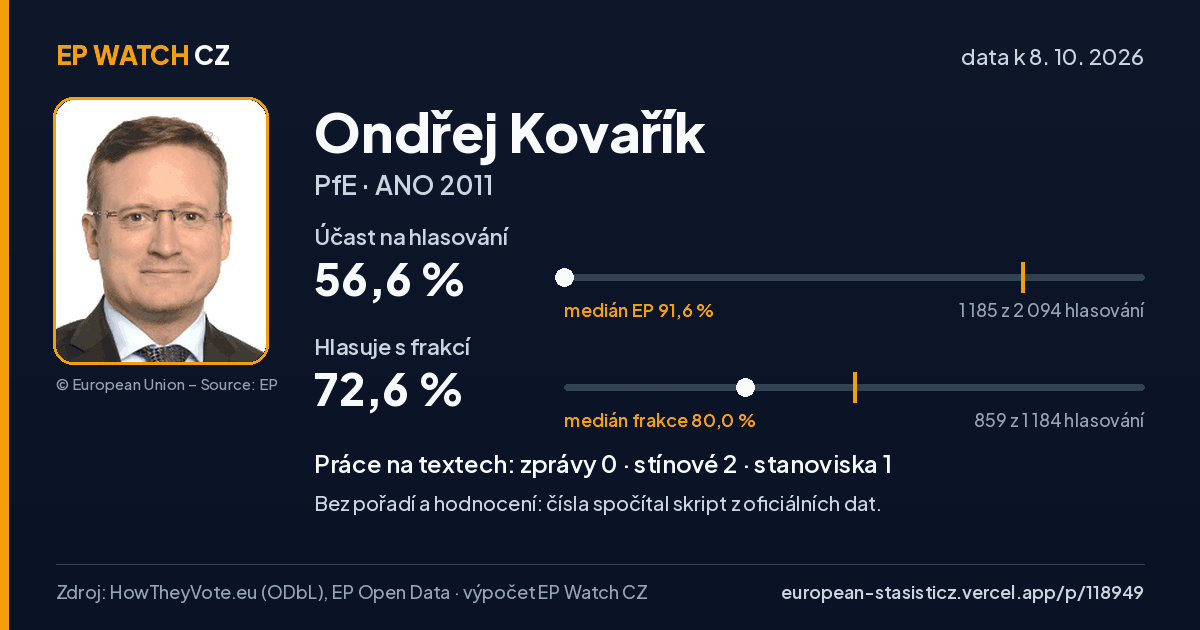 EP WATCH CZ
data k 8. 10. 2026
Ondřej Kovařík
PfE · ANO 2011
Účast na hlasování
56,6 %
medián EP 91,6 %
1 185 z 2 094 hlasování
Hlasuje s frakcí
72,6 %
medián frakce 80,0 %
859 z 1 184 hlasování
© European Union – Source: EP
Práce na textech: zprávy 0 · stínové 2 · stanoviska 1
Bez pořadí a hodnocení: čísla spočítal skript z oficiálních dat.
Zdroj: HowTheyVote.eu (ODbL), EP Open Data · výpočet EP Watch CZ
european-stasisticz.vercel.app/p/118949